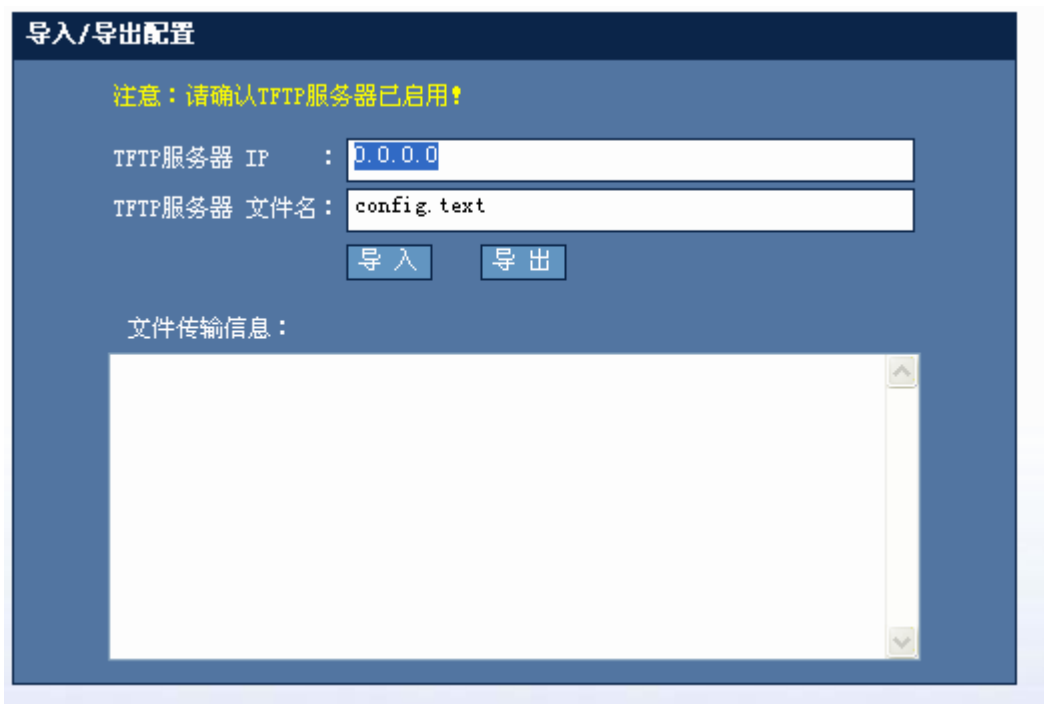 导入/导出配置
注意：请确认TFTP服务器已启用！
TFTP服务器 IP ： 0.0.0.0
TFTP服务器 文件名： config.text
导 入 导 出
文件传输信息：